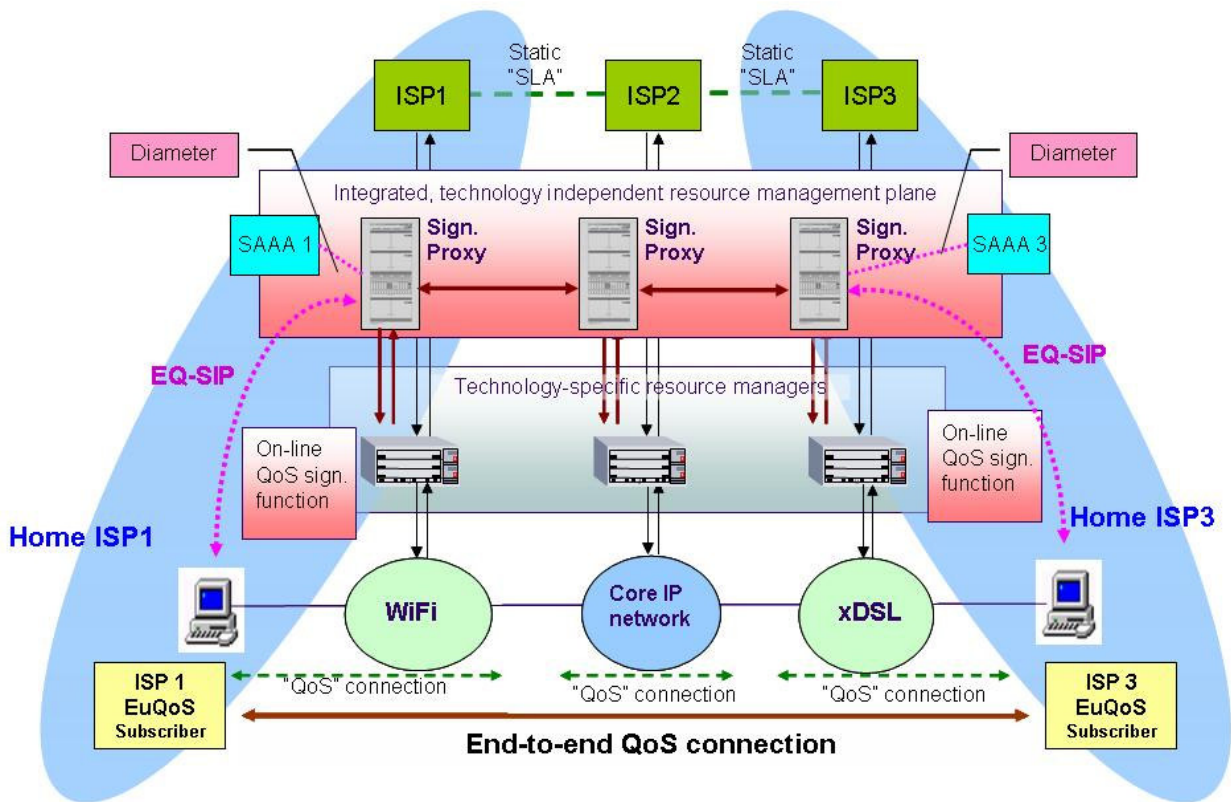 Static
"SLA"
Static
"SLA"
ISP1
ISP2
ISP3
Diameter
Diameter
Integrated, technology independent resource management plane
SAAA 1
Sign.
Proxy
Sign.
Proxy
Sign.
Proxy
SAAA 3
EQ-SIP
EQ-SIP
Technology-specific resource managers
On-line
QoS sign.
function
On-line
QoS sign.
function
Home ISP1
Home ISP3
WiFi
Core IP
network
xDSL
"QoS" connection
"QoS" connection
"QoS" connection
ISP 1
EuQoS
Subscriber
ISP 3
EuQoS
Subscriber
End-to-end QoS connection